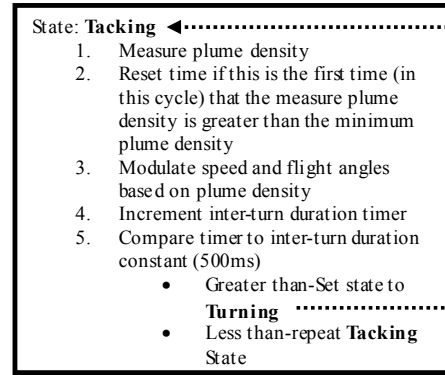 State: Tacking
1. Measure plume density
2. Reset time if this is the first time (in
this cycle) that the measure plume
density is greater than the minimum
plume density
3. Modulate speed and flight angles
based on plume density
4. Increment inter-turn duration timer
5. Compare timer to inter-turn duration
constant (500ms)
• Greater than-Set state to
Turning
• Less than-repeat Tacking
State